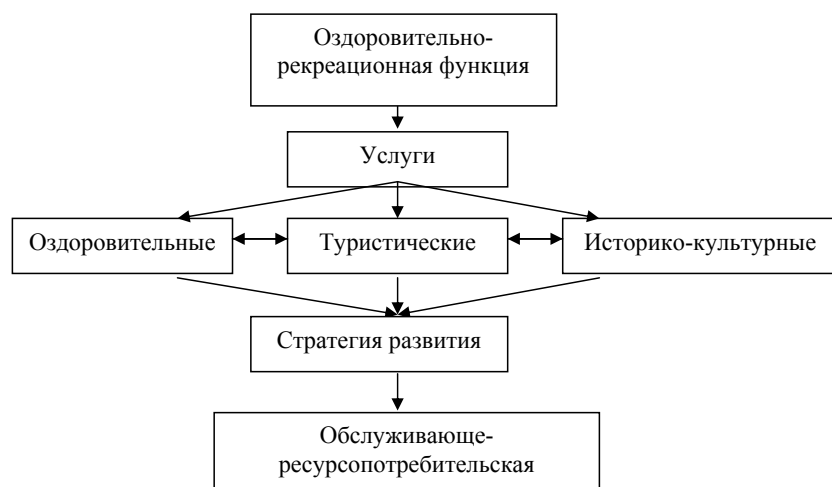 Оздоровительно-
рекреационная функция
Услуги
Оздоровительные
Туристические
Историко-культурные
Стратегия развития
Обслуживающе-
ресурсопотребительская